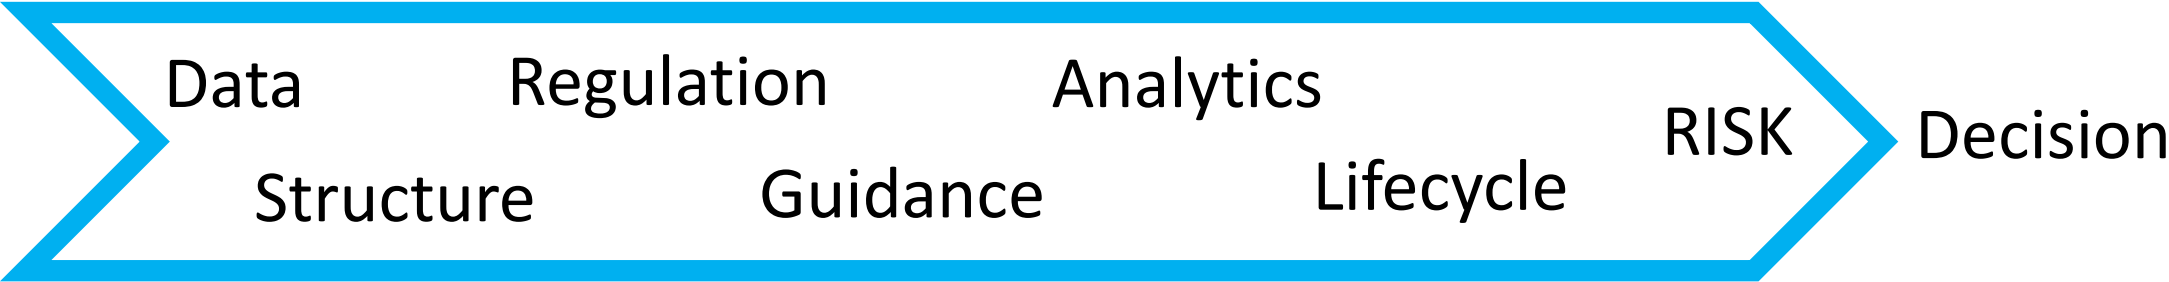 Data
Regulation
Analytics
RISK
Decision
Structure
Guidance
Lifecycle